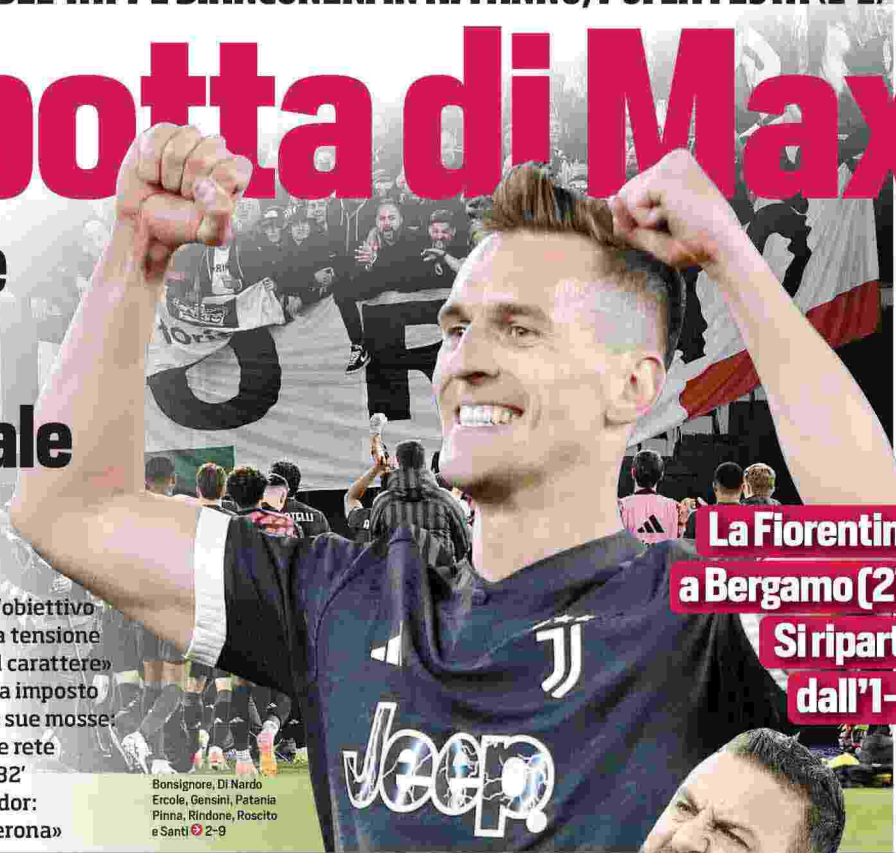 potta di Max
e
ale
La Fiorentin
a Bergamo (2
Si ripart
dall'1-
'obiettivo
a tensione
l carattere»
a imposto
sue mosse:
e rete
32'
dor:
erona»
Jeep
Bonsignore, Di Nardo
Ercole, Gensini, Patania
Pinna, Rindone, Roscito
e Santi 2-9